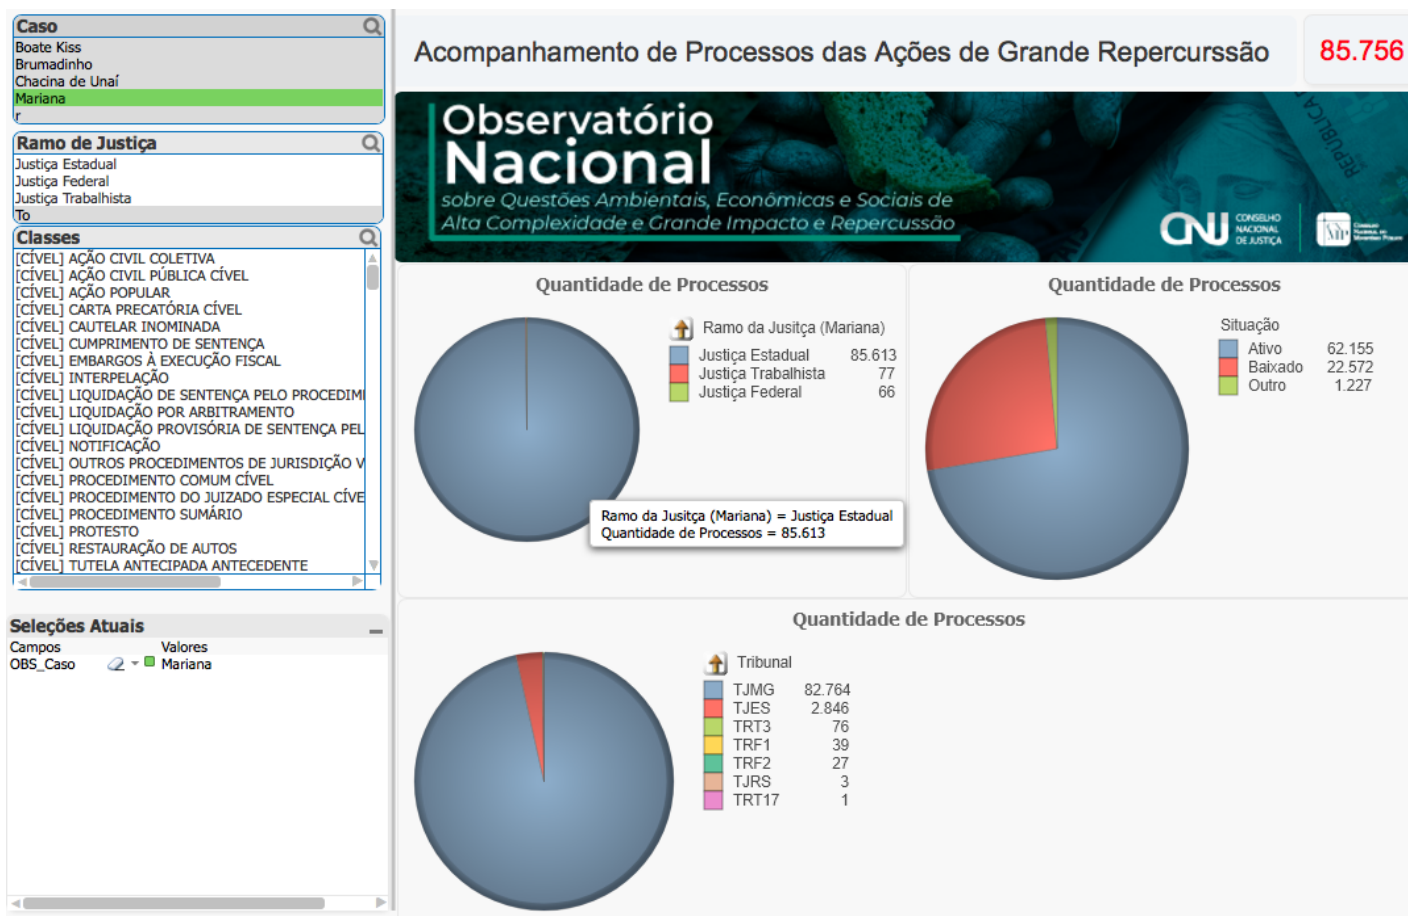 Caso
Boate Kiss
Brumadinho
Chacina de Unaí
Mariana
r
Ramo de Justiça
Justiça Estadual
Justiça Federal
Justiça Trabalhista
To
Classes
[CÍVEL] AÇÃO CIVIL COLETIVA
[CÍVEL] AÇÃO CIVIL PÚBLICA CÍVEL
[CÍVEL] AÇÃO POPULAR
[CÍVEL] CARTA PRECATÓRIA CÍVEL
[CÍVEL] CAUTELAR INOMINADA
[CÍVEL] CUMPRIMENTO DE SENTENÇA
[CÍVEL] EMBARGOS À EXECUÇÃO FISCAL
[CÍVEL] INTERPELAÇÃO
[CÍVEL] LIQUIDAÇÃO DE SENTENÇA PELO PROCEDIMI
[CÍVEL] LIQUIDAÇÃO POR ARBITRAMENTO
[CÍVEL] LIQUIDAÇÃO PROVISÓRIA DE SENTENÇA PEL
[CÍVEL] NOTIFICAÇÃO
[CÍVEL] OUTROS PROCEDIMENTOS DE JURISDIÇÃO V
[CÍVEL] PROCEDIMENTO COMUM CÍVEL
[CÍVEL] PROCEDIMENTO DO JUIZADO ESPECIAL CÍVE
[CÍVEL] PROCEDIMENTO SUMÁRIO
[CÍVEL] PROTESTO
[CÍVEL] RESTAURAÇÃO DE AUTOS
[CÍVEL] TUTELA ANTECIPADA ANTECEDENTE
Seleções Atuais
Campos Valores
OBS_Caso Mariana
Acompanhamento de Processos das Ações de Grande Repercurssão
85.756
Observatório
Nacional
sobre Questões Ambientais, Econômicas e Sociais de
Alta Complexidade e Grande Impacto e Repercussão
CNJ
CONSELHO
NACIONAL
DE JUSTIÇA
Quantidade de Processos
Ramo da Jusitça (Mariana)
Justiça Estadual 85.613
Justiça Trabalhista 77
Justiça Federal 66
Ramo da Jusitça (Mariana) = Justiça Estadual
Quantidade de Processos = 85.613
Quantidade de Processos
Situação
Ativo 62.155
Baixado 22.572
Outro 1.227
Quantidade de Processos
Tribunal
TJMG 82.764
TJES 2.846
TRT3 76
TRF1 39
TRF2 27
TJRS 3
TRT17 1